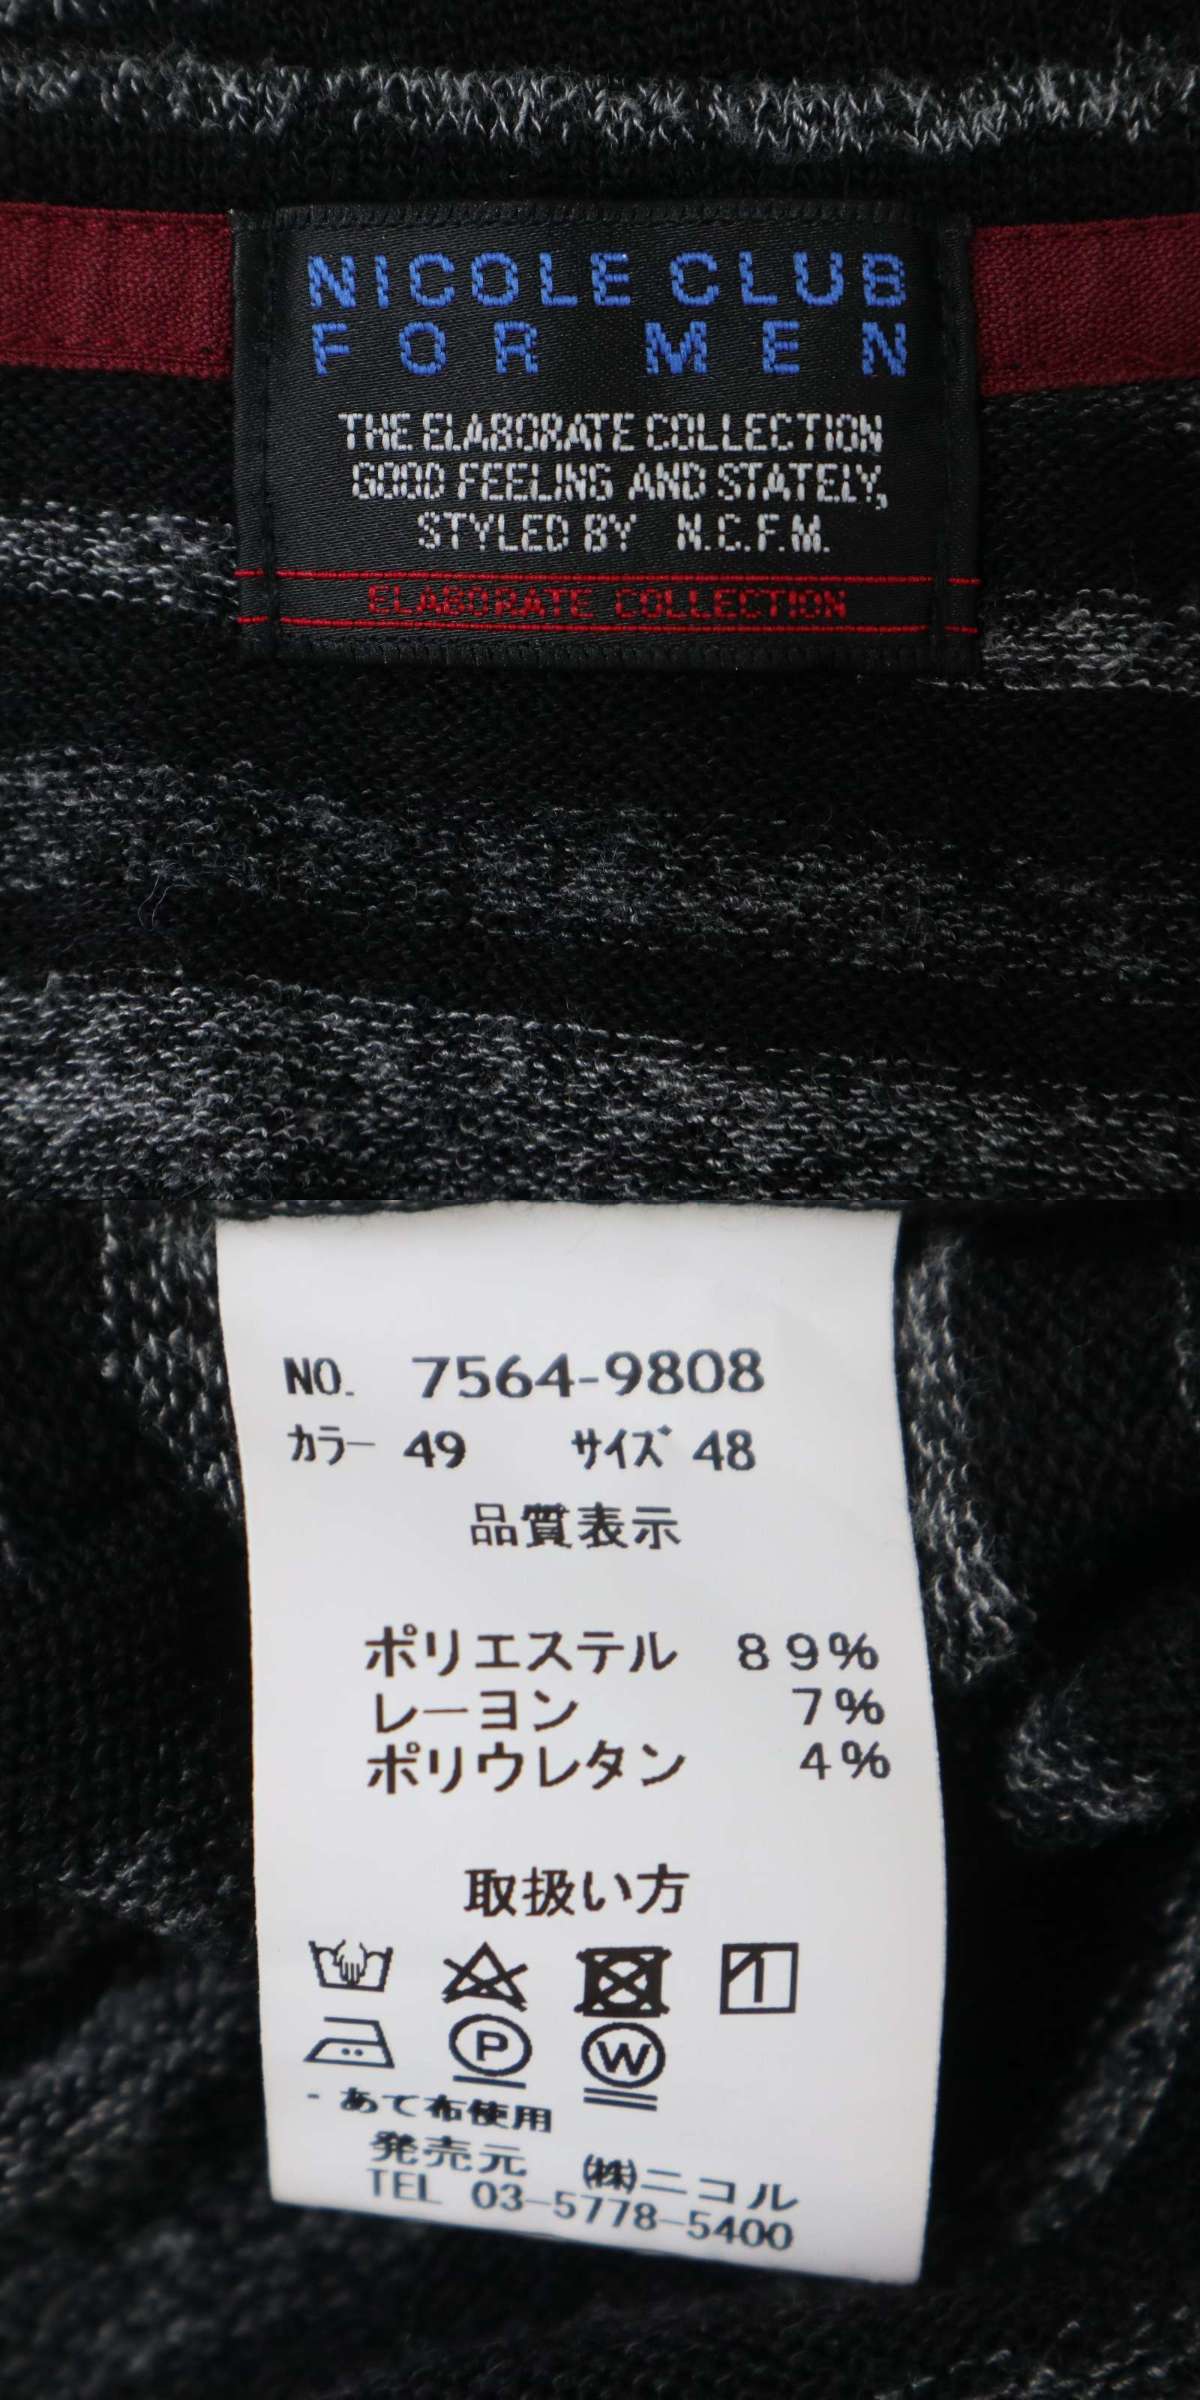 NICOLE CLUB
FOR MEN
THE ELABORATE COLLECTION
GOOD FEELING AND STATELY,
STYLED BY N.C.F.M.
ELABORATE COLLECTION
NO. 7564-9808
カラー 49 サイズ 48
品質表示
ポリエステル 89%
レーヨン 7%
ポリウレタン 4%
取扱い方
1
P W
- あて布使用
発売元 ㈱ニコル
TEL 03-5778-5400